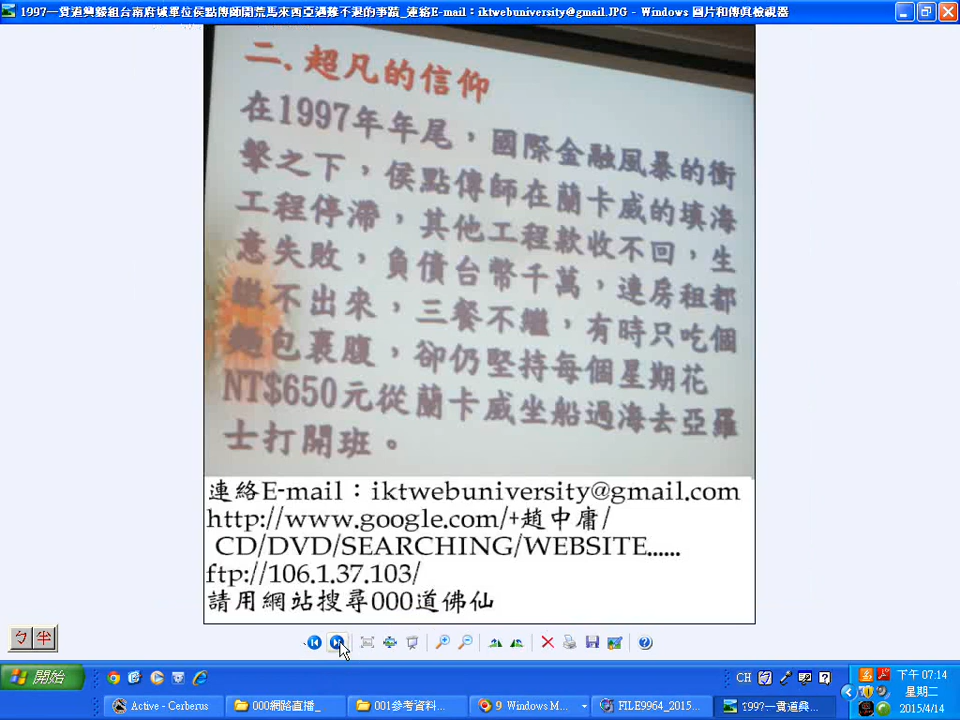 1997一貫道興毅組台南府城單位侯點傳師開荒馬來西亞遇難不退的事蹟_連絡E-mail：iktwebuniversity@gmail.JPG - Windows 圖片和傳真檢視器
二．超凡的信仰
在1997年年尾，國際金融風暴的衝
擊之下，侯點傳師在蘭卡威的填海
工程停滯，其他工程款收不回，生
意失敗，負債台幣千萬，連房租都
繳不出來，三餐不繼，有時只吃個
麵包裹腹，卻仍堅持每個星期花
NT$650元從蘭卡威坐船過海去亞羅
士打開班。
連絡E-mail：iktwebuniversity@gmail.com
http://www.google.com/+趙中庸/
CD/DVD/SEARCHING/WEBSITE......
ftp://106.1.37.103/
請用網站搜尋000道佛仙
ㄅ 半
開始
CH
下午 07:14
星期二
2015/4/14
Active - Cerberus
000網路直播_
001參考資料...
9 Windows M...
FILE9964_2015...
1997一貫道興...